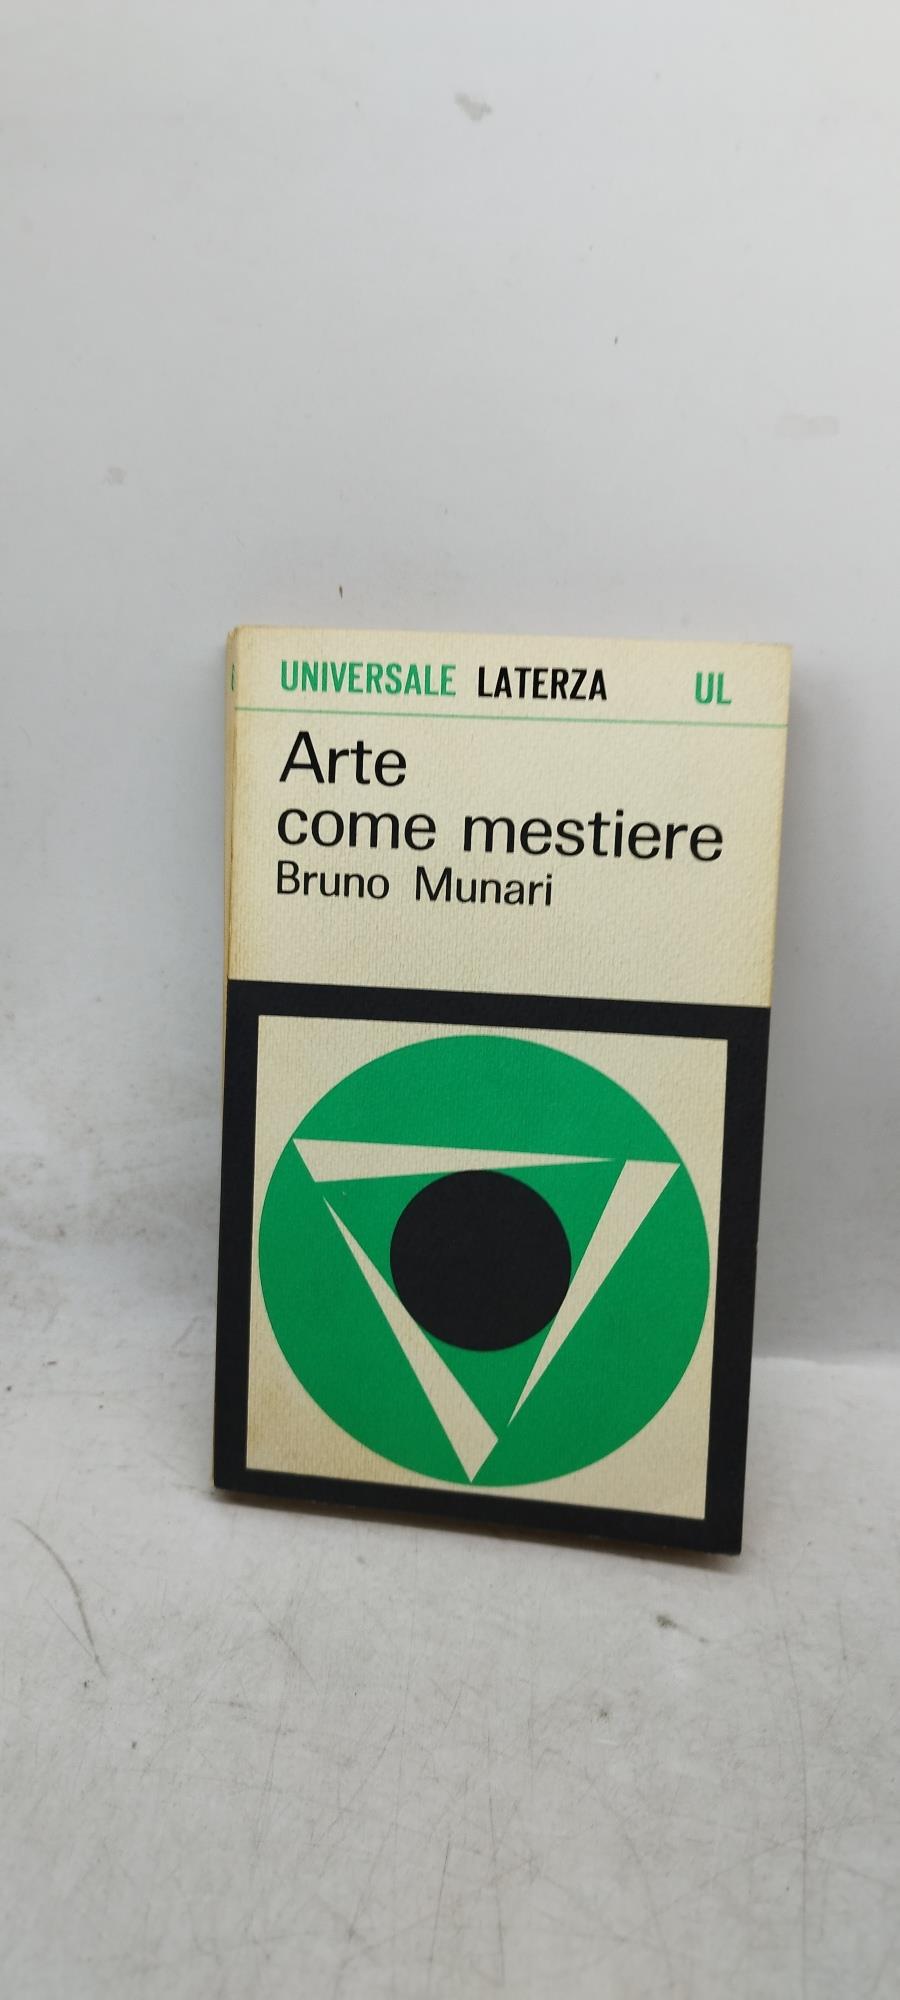 UNIVERSALE LATERZA UL
Arte
come mestiere
Bruno Munari